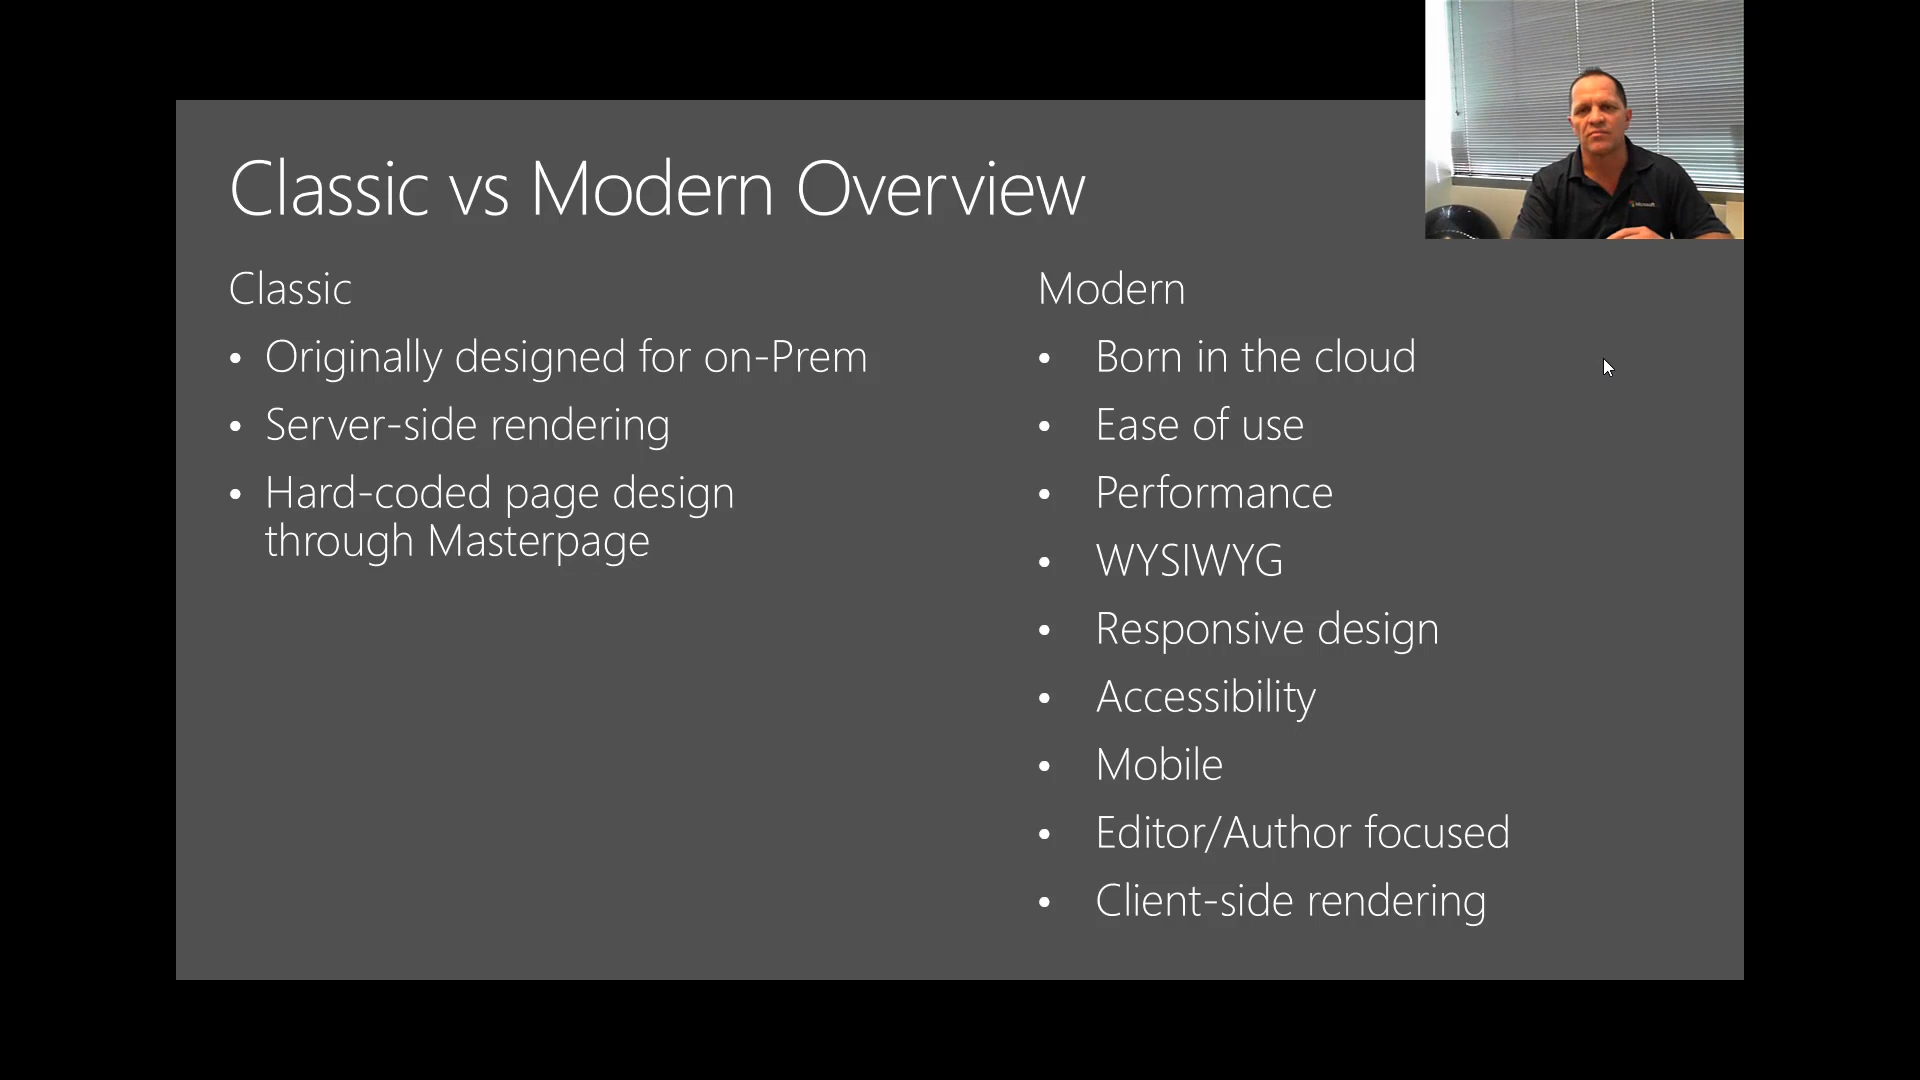 Classic vs Modern Overview
Classic
• Originally designed for on-Prem
• Server-side rendering
• Hard-coded page design
through Masterpage
Modern
• Born in the cloud
• Ease of use
• Performance
• WYSIWYG
• Responsive design
• Accessibility
• Mobile
• Editor/Author focused
• Client-side rendering
Microsoft